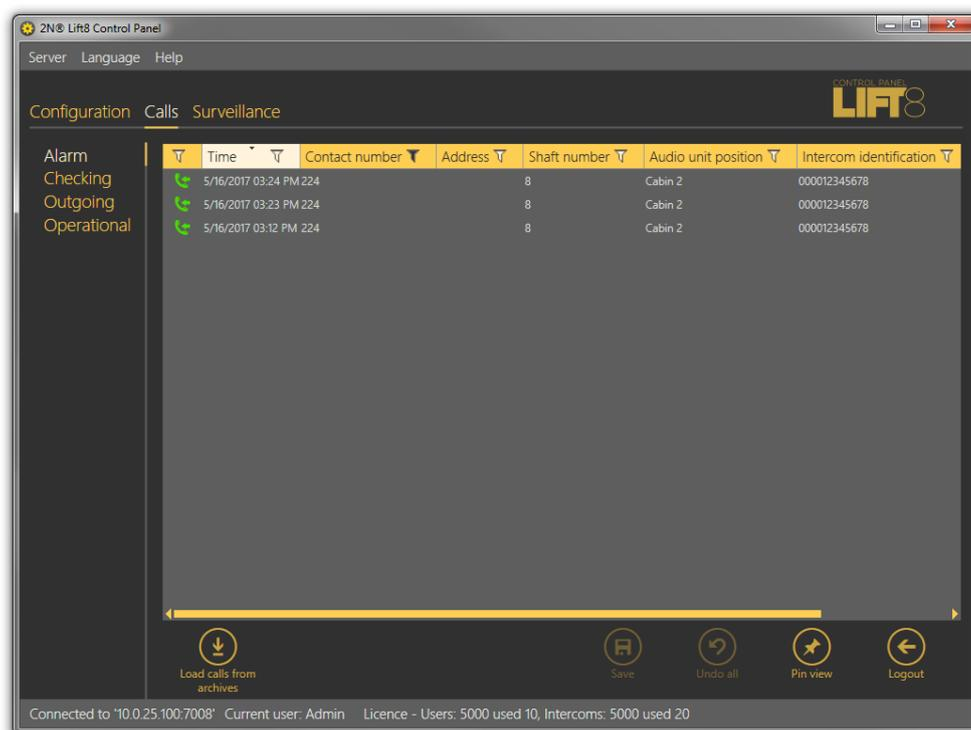 2N® Lift8 Control Panel
Server Language Help
CONTROL PANEL
LIFT8
Configuration Calls Surveillance
Alarm
Checking
Outgoing
Operational
Time Contact number Address Shaft number Audio unit position Intercom identification
5/16/2017 03:24 PM 224 8 Cabin 2 000012345678
5/16/2017 03:23 PM 224 8 Cabin 2 000012345678
5/16/2017 03:12 PM 224 8 Cabin 2 000012345678
Load calls from
archives
Save
Undo all
Pin view
Logout
Connected to '10.0.25.100:7008' Current user: Admin Licence - Users: 5000 used 10, Intercoms: 5000 used 20